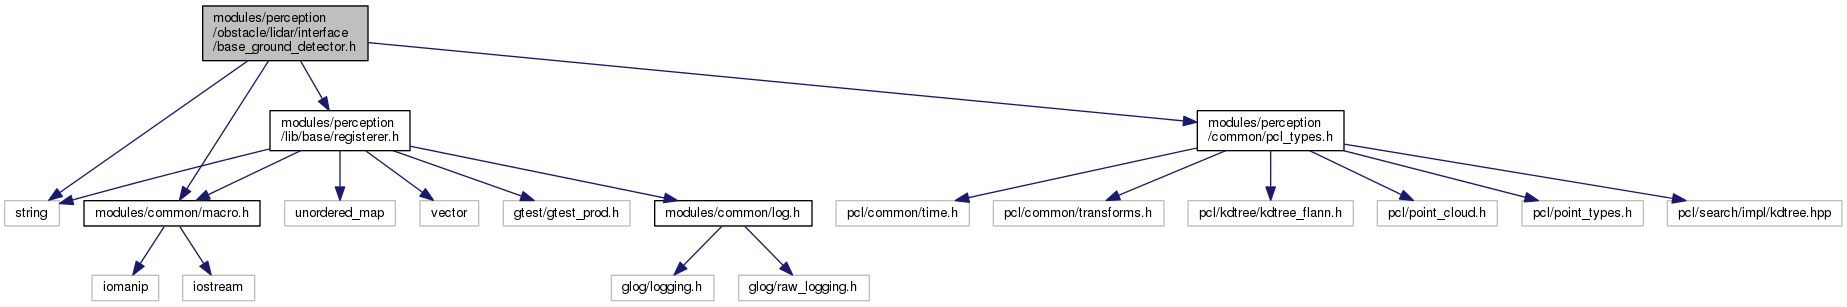 modules/perception
/obstacle/lidar/interface
/base_ground_detector.h
modules/perception
/lib/base/registerer.h
modules/perception
/common/pcl_types.h
string
modules/common/macro.h
unordered_map
vector
gtest/gtest_prod.h
modules/common/log.h
pcl/common/time.h
pcl/common/transforms.h
pcl/kdtree/kdtree_flann.h
pcl/point_cloud.h
pcl/point_types.h
pcl/search/impl/kdtree.hpp
iomanip
iostream
glog/logging.h
glog/raw_logging.h